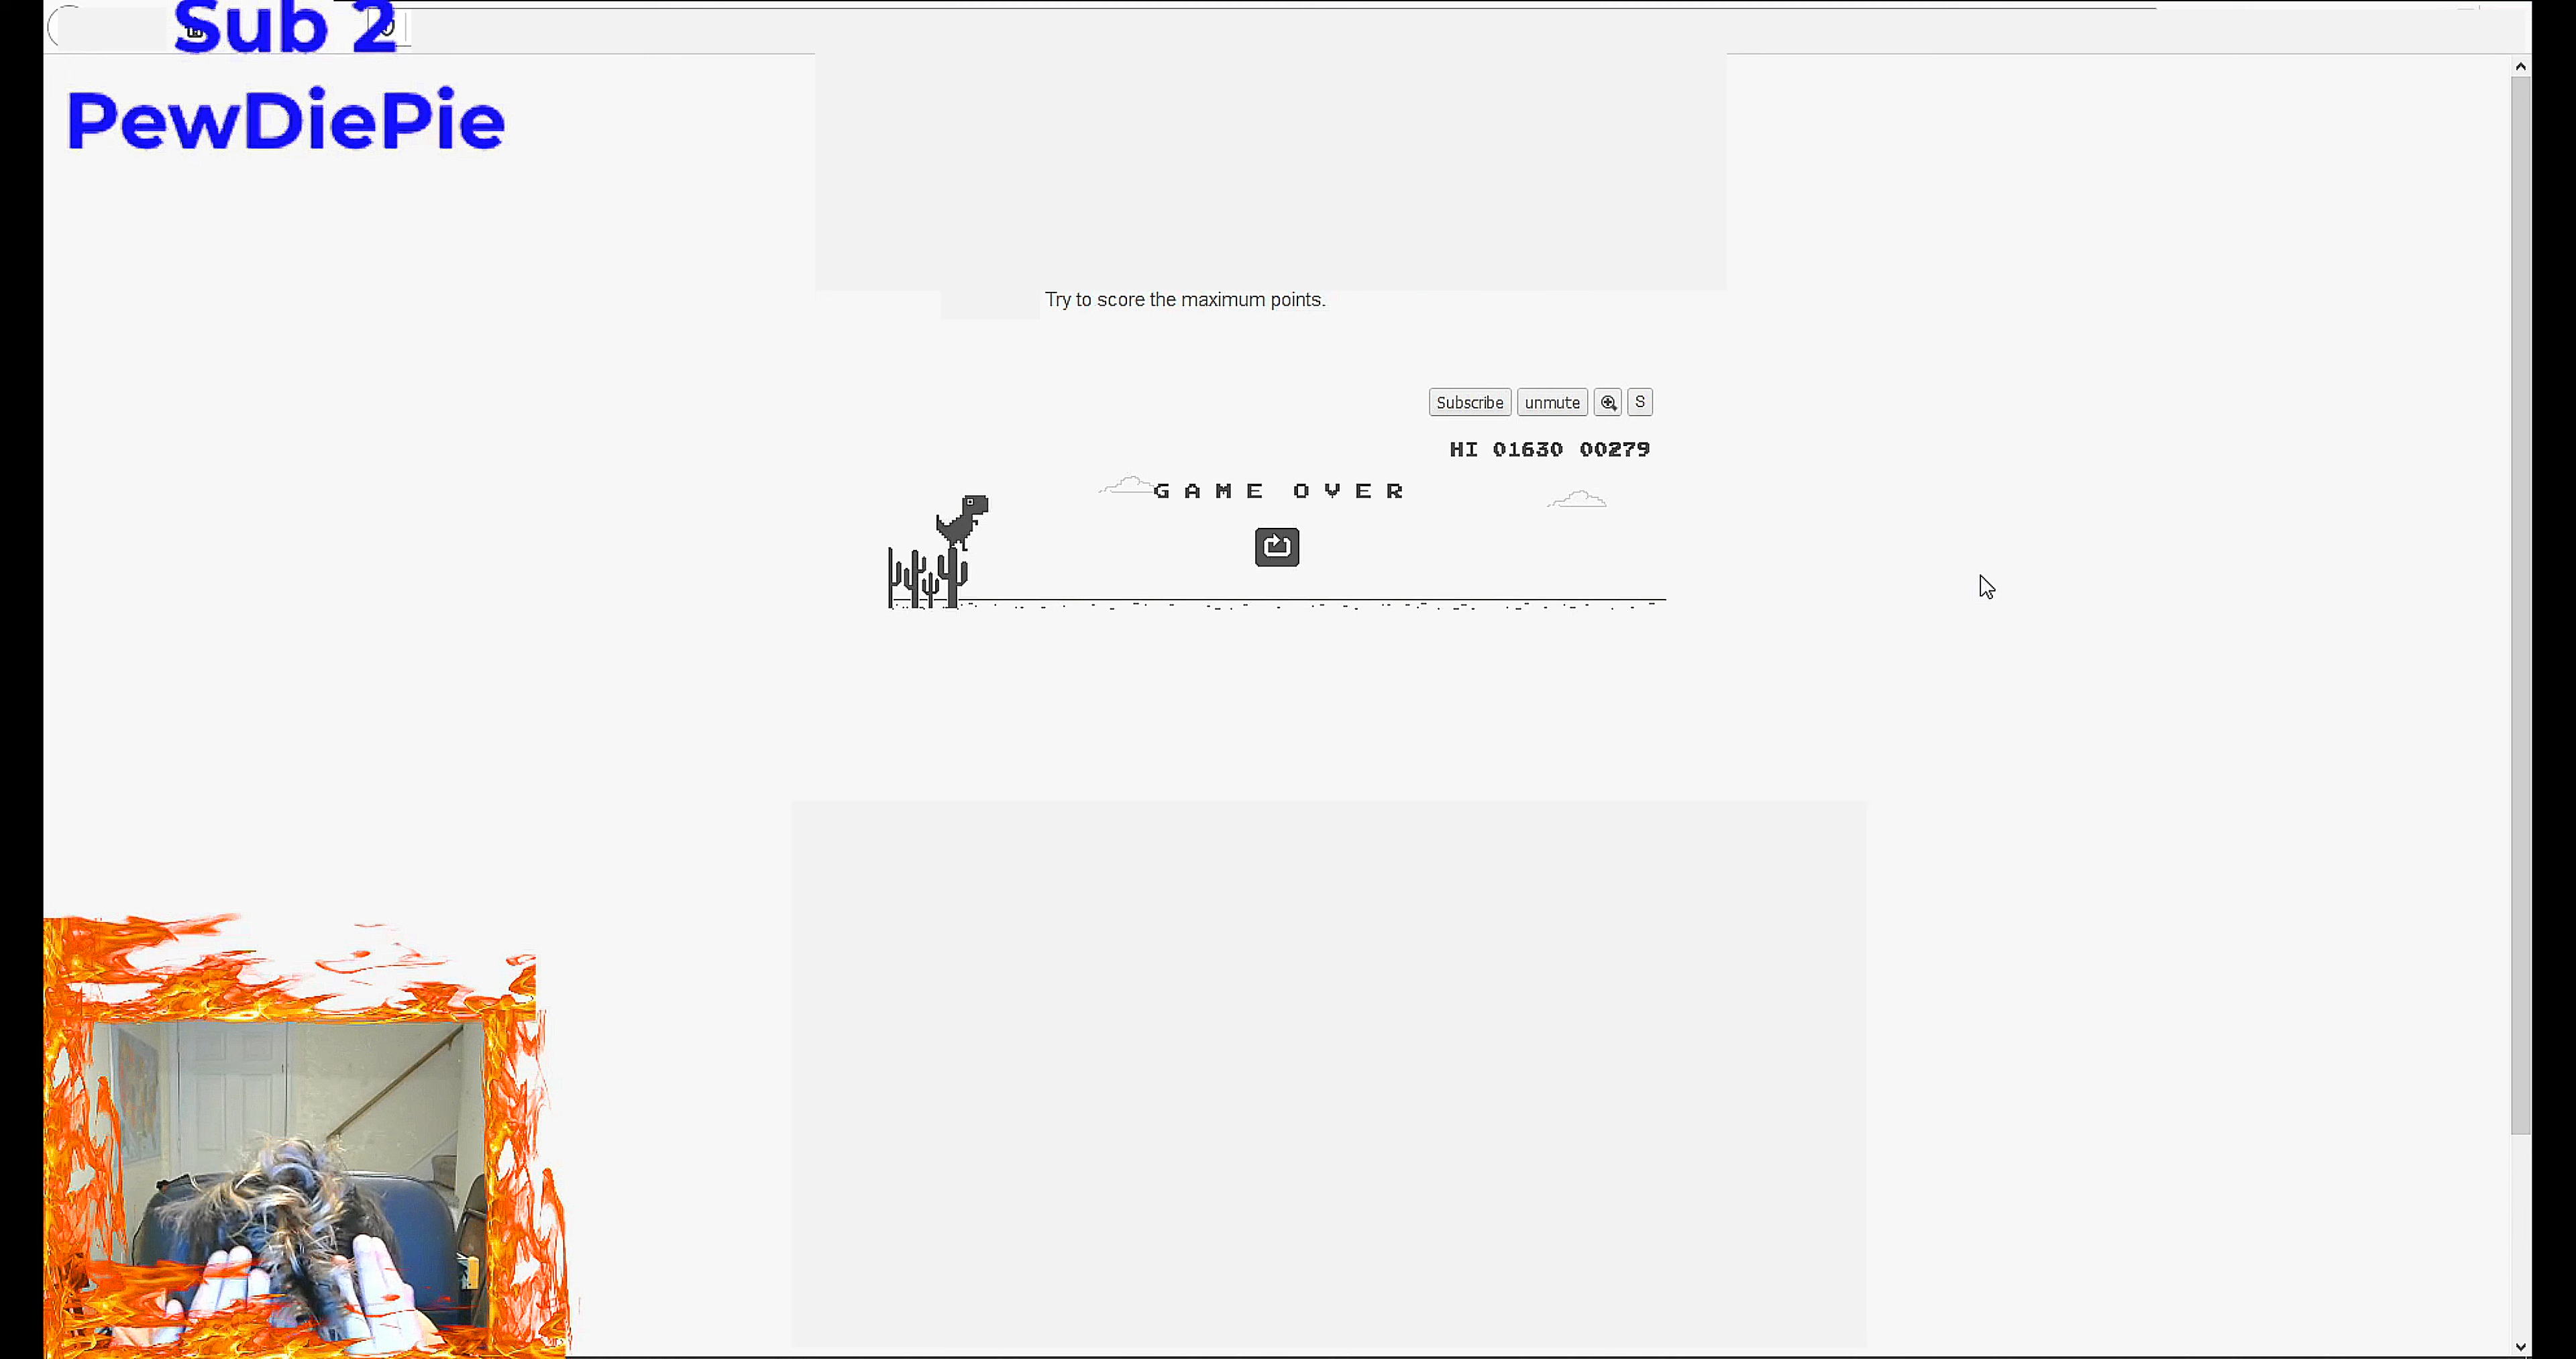 Sub 2
PewDiePie
Try to score the maximum points.
Subscribe unmute S
HI 01630 00279
GAME OVER